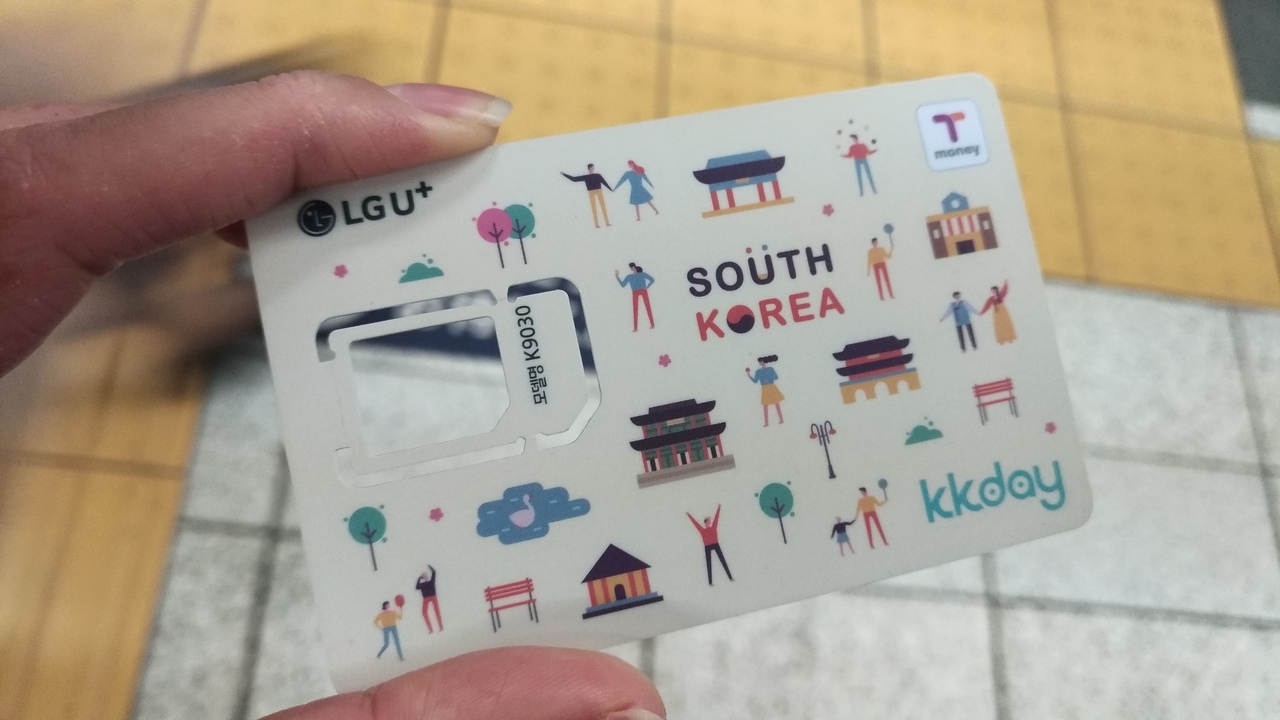 LG U+
T money
SOUTH
KOREA
모델명 K9030
kkday